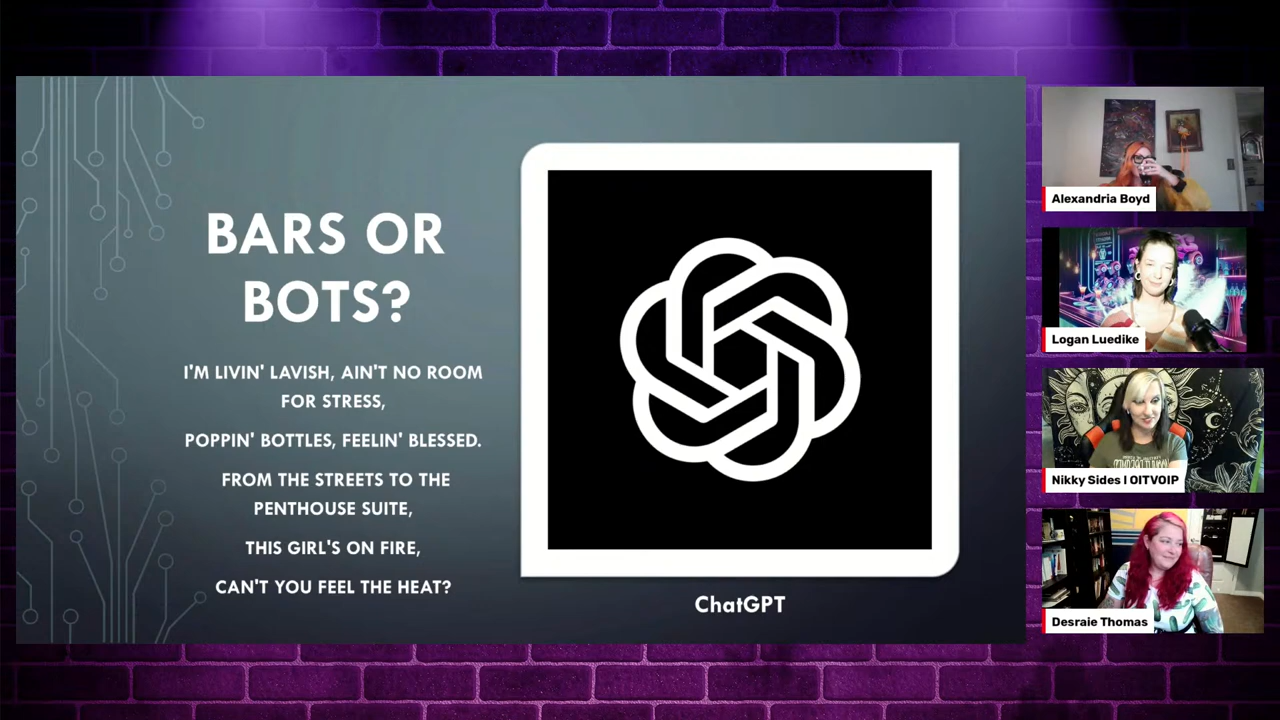 BARS OR
BOTS?
I'M LIVIN' LAVISH, AIN'T NO ROOM
FOR STRESS,
POPPIN' BOTTLES, FEELIN' BLESSED.
FROM THE STREETS TO THE
PENTHOUSE SUITE,
THIS GIRL'S ON FIRE,
CAN'T YOU FEEL THE HEAT?
ChatGPT
Alexandria Boyd
Logan Luedike
Nikky Sides I OITVOIP
Desraie Thomas